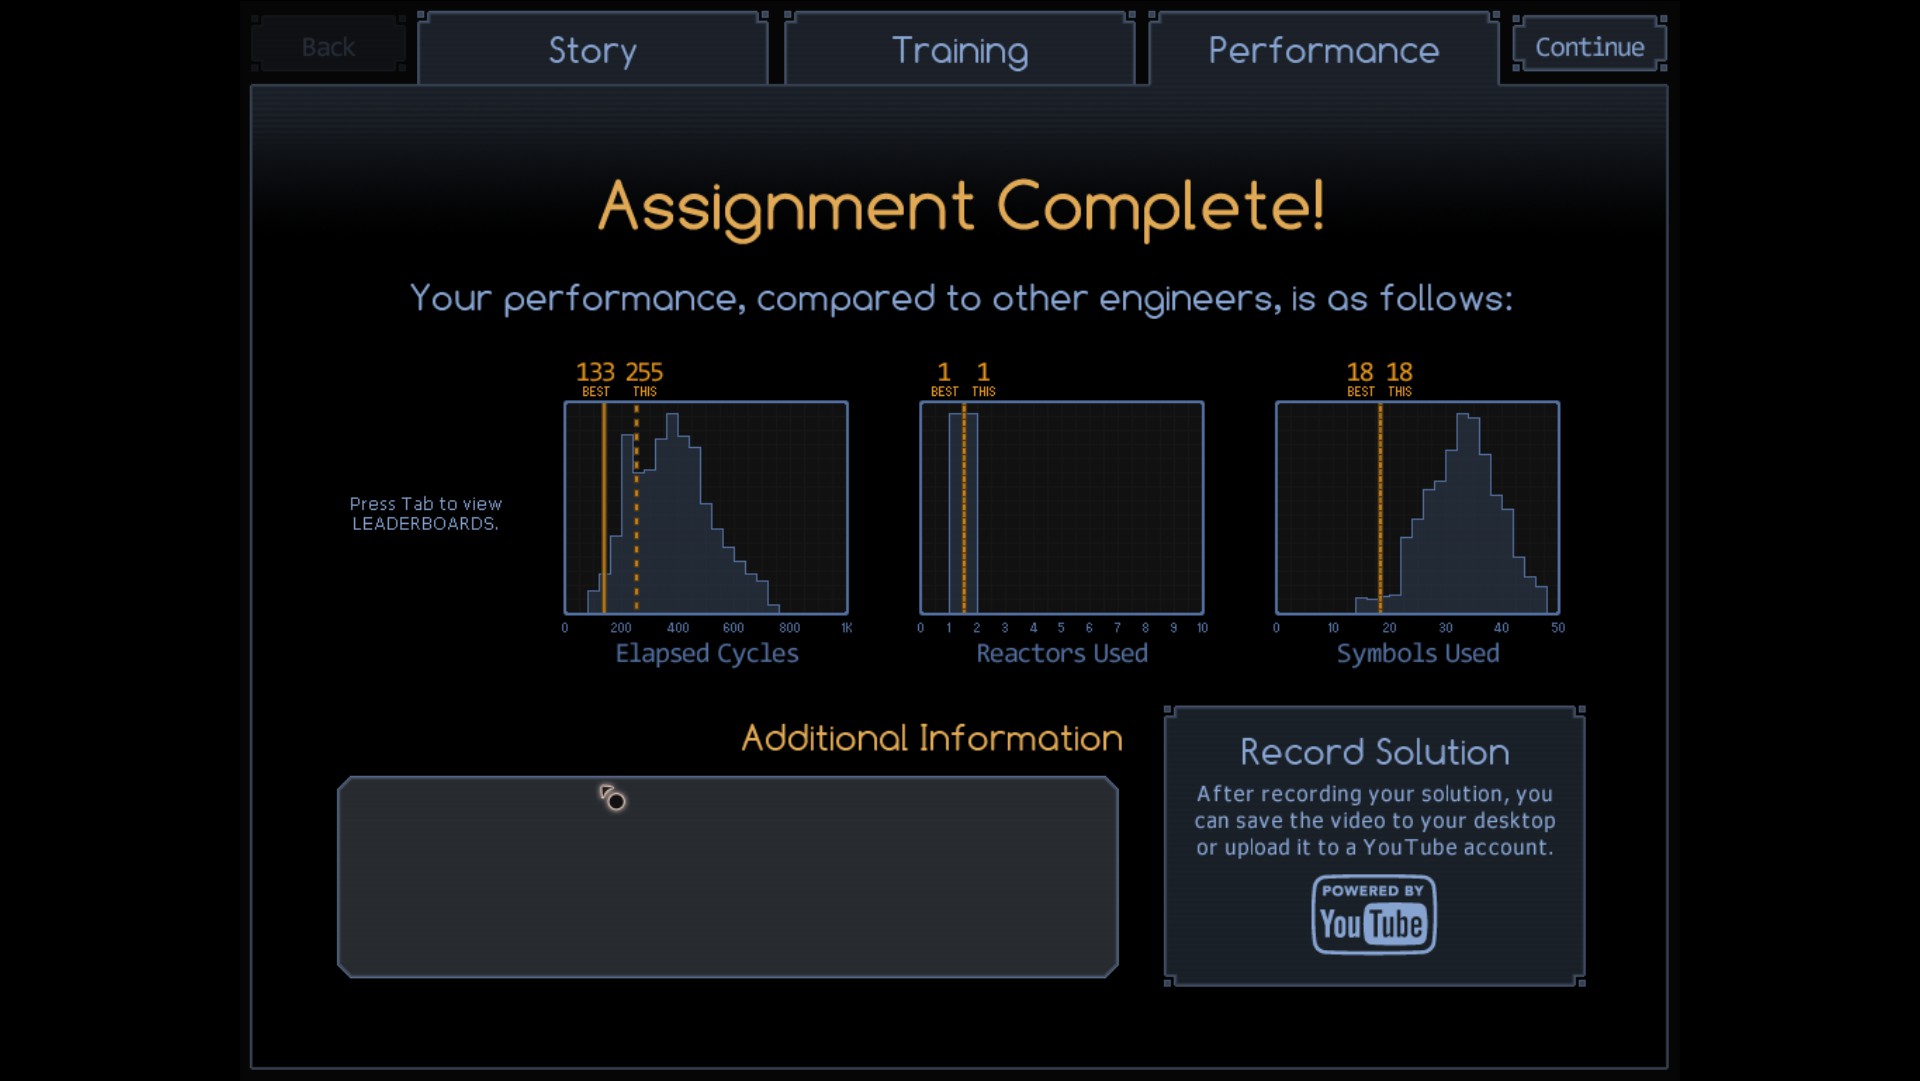 Back
Story
Training
Performance
Continue
Assignment Complete!
Your performance, compared to other engineers, is as follows:
133 255
BEST THIS
1 1
BEST THIS
18 18
BEST THIS
Press Tab to view
LEADERBOARDS.
0 200 400 600 800 1K
Elapsed Cycles
0 1 2 3 4 5 6 7 8 9 10
Reactors Used
0 10 20 30 40 50
Symbols Used
Additional Information
Record Solution
After recording your solution, you
can save the video to your desktop
or upload it to a YouTube account.
POWERED BY
YouTube